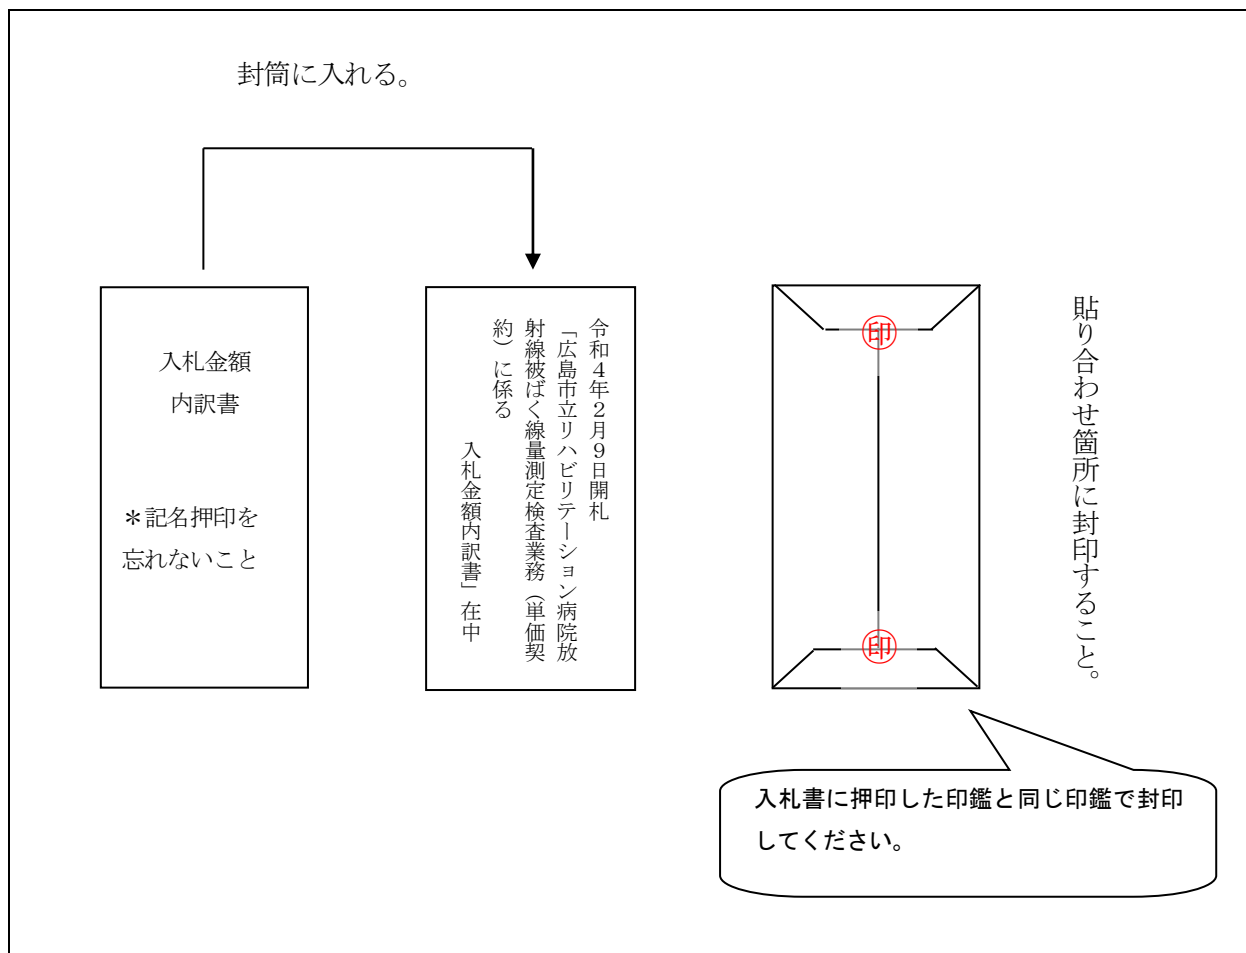 封筒に入れる。
入札金額
内訳書
＊記名押印を
忘れないこと
令和４年２月９日開札
「広島市立リハビリテーション病院放
射線被ばく線量測定検査業務（単価契
約）に係る
入札金額内訳書」在中
印
印
貼り合わせ箇所に封印すること。
入札書に押印した印鑑と同じ印鑑で封印
してください。